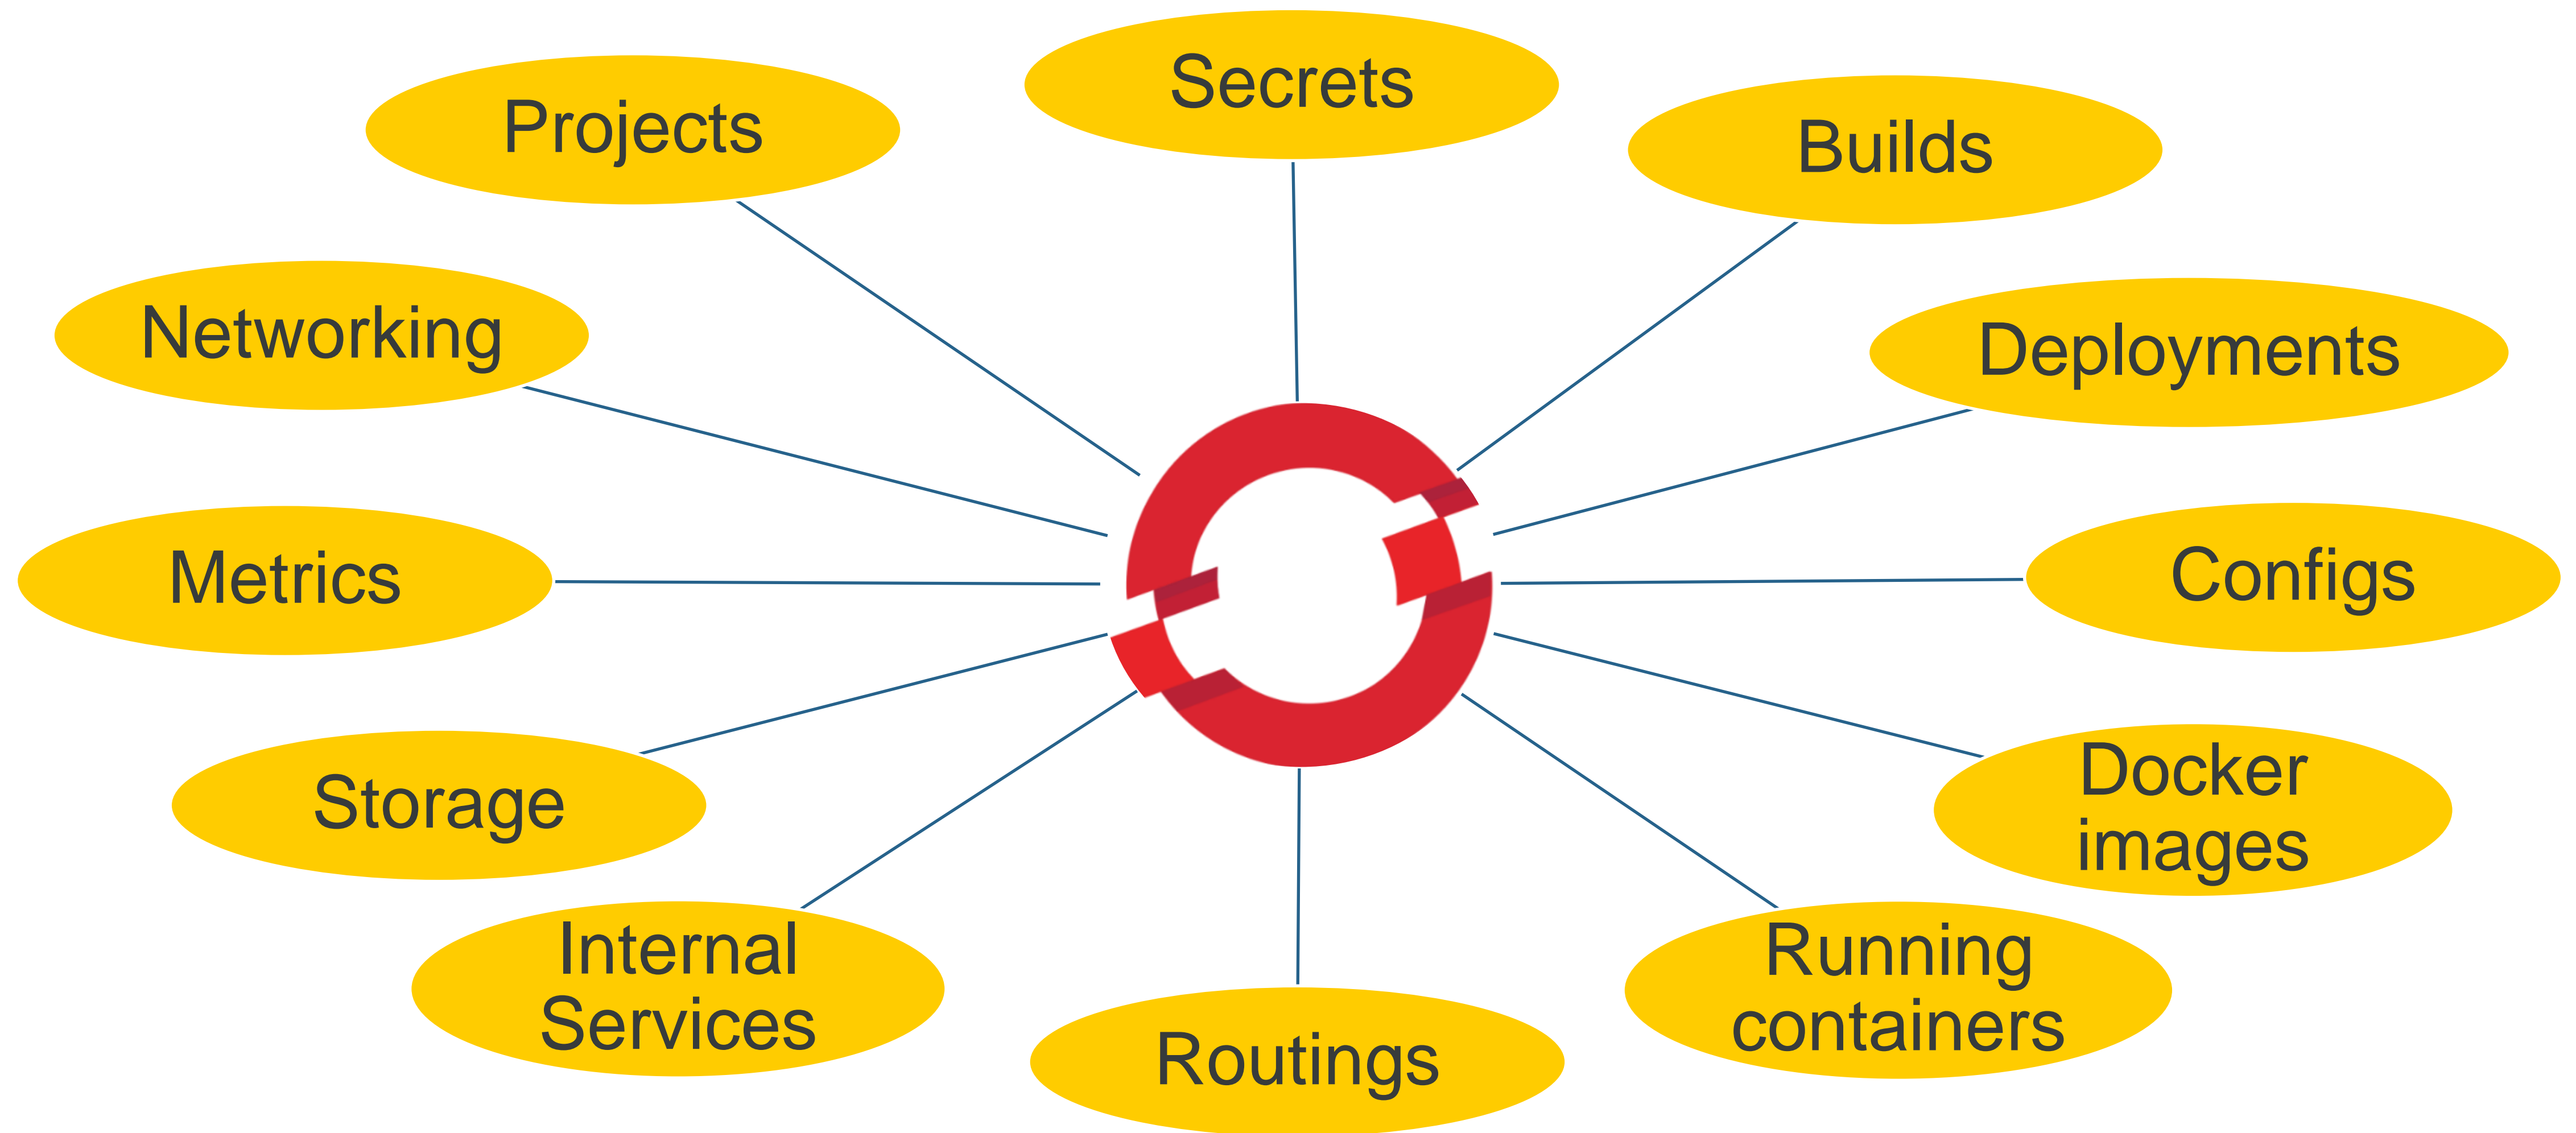 Secrets
Projects
Builds
Networking
Deployments
Metrics
Configs
Storage
Docker
images
Internal
Services
Running
containers
Routings